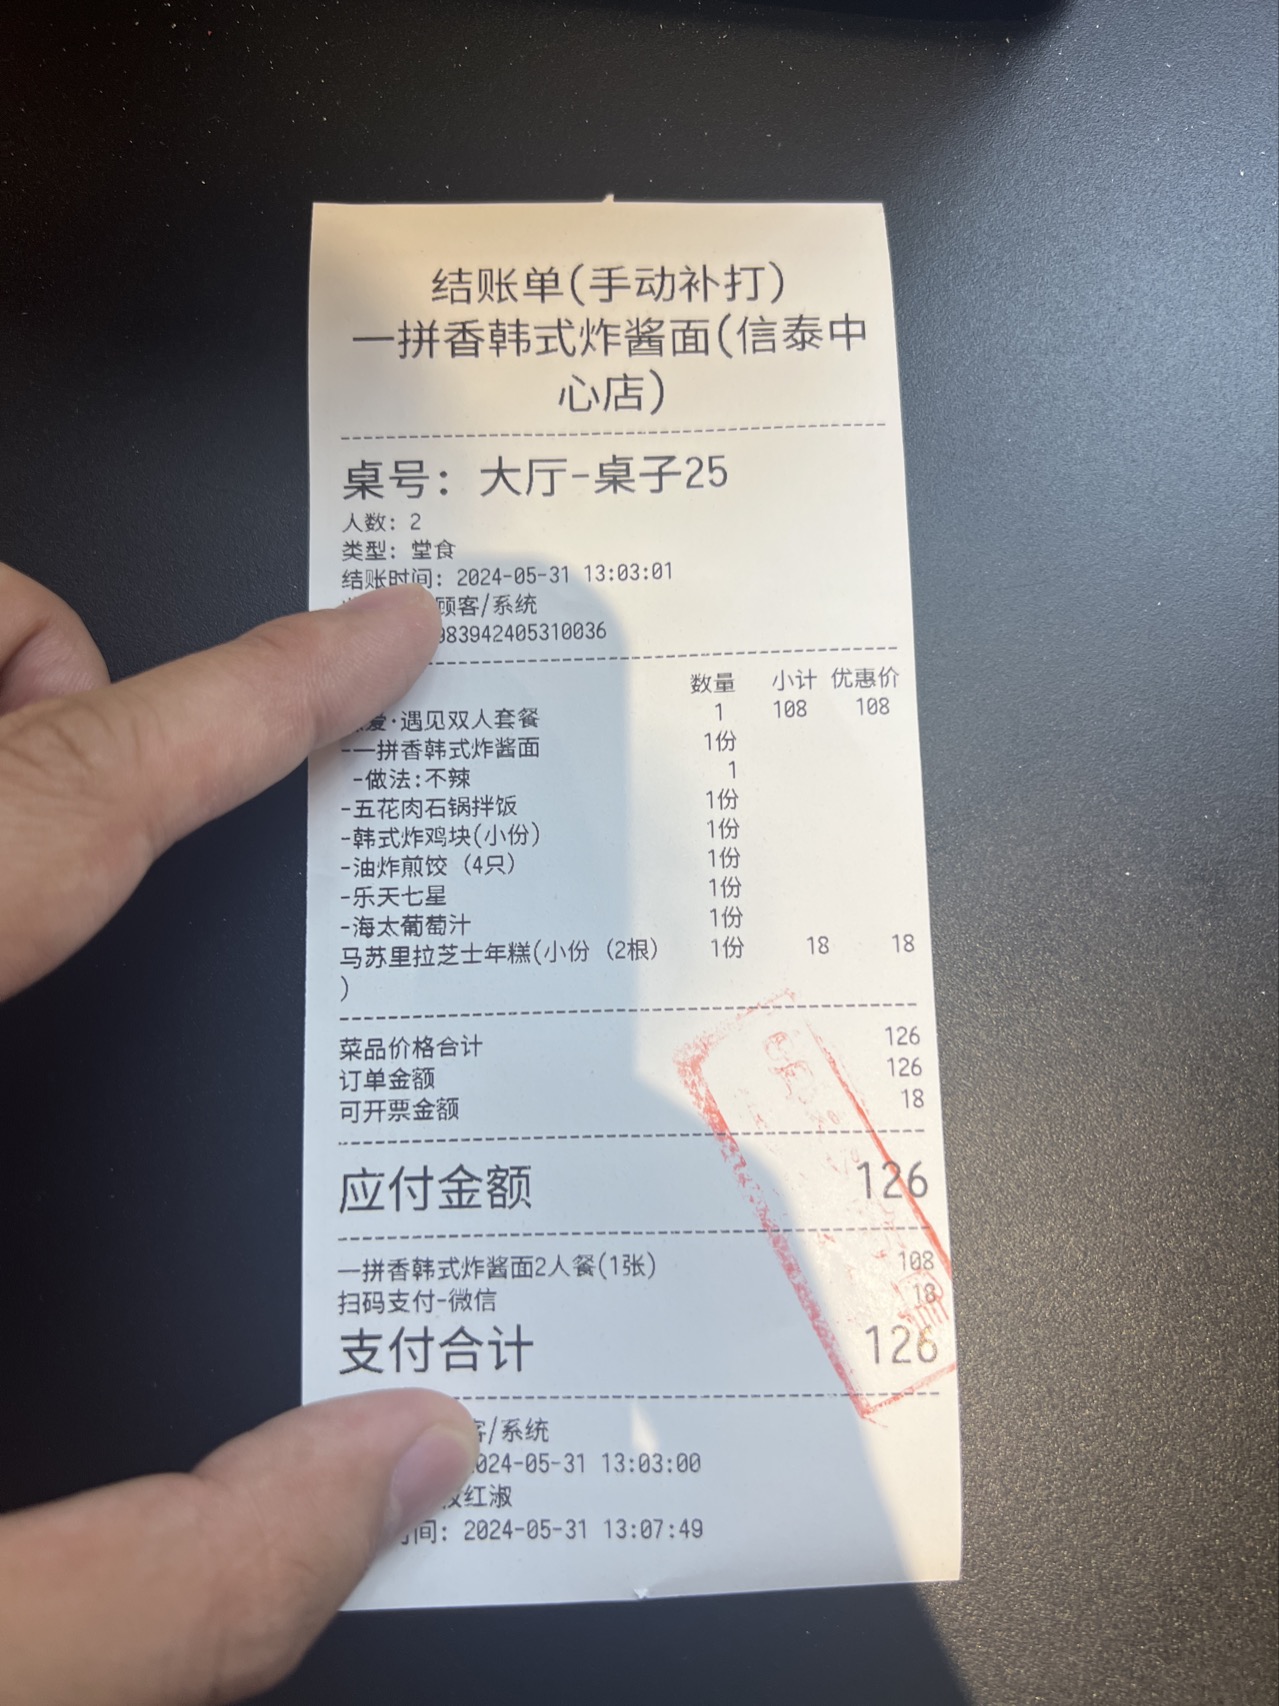 结账单(手动补打)
一拼香韩式炸酱面(信泰中
心店)
桌号: 大厅-桌子25
人数: 2
类型: 堂食
结账时间: 2024-05-31 13:03:01
顾客/系统
983942405310036
数量 小计 优惠价
爱·遇见双人套餐 1 108 108
-一拼香韩式炸酱面 1份
-做法:不辣 1
-五花肉石锅拌饭 1份
-韩式炸鸡块(小份) 1份
-油炸煎饺 (4只) 1份
-乐天七星 1份
-海太葡萄汁 1份
马苏里拉芝士年糕(小份 (2根) 1份 18 18
)
菜品价格合计 126
订单金额 126
可开票金额 18
应付金额 126
一拼香韩式炸酱面2人餐(1张) 108
扫码支付-微信 18
支付合计 126
客/系统
2024-05-31 13:03:00
红淑
时间: 2024-05-31 13:07:49